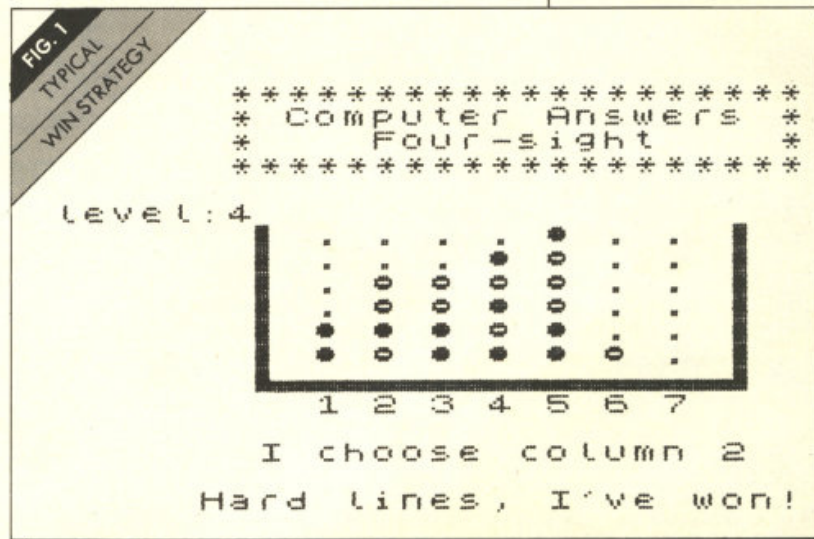 FIG. 1
TYPICAL
WIN STRATEGY
Computer Answers
Four-sight
level:4
1 2 3 4 5 6 7
I choose column 2
Hard lines, I've won!